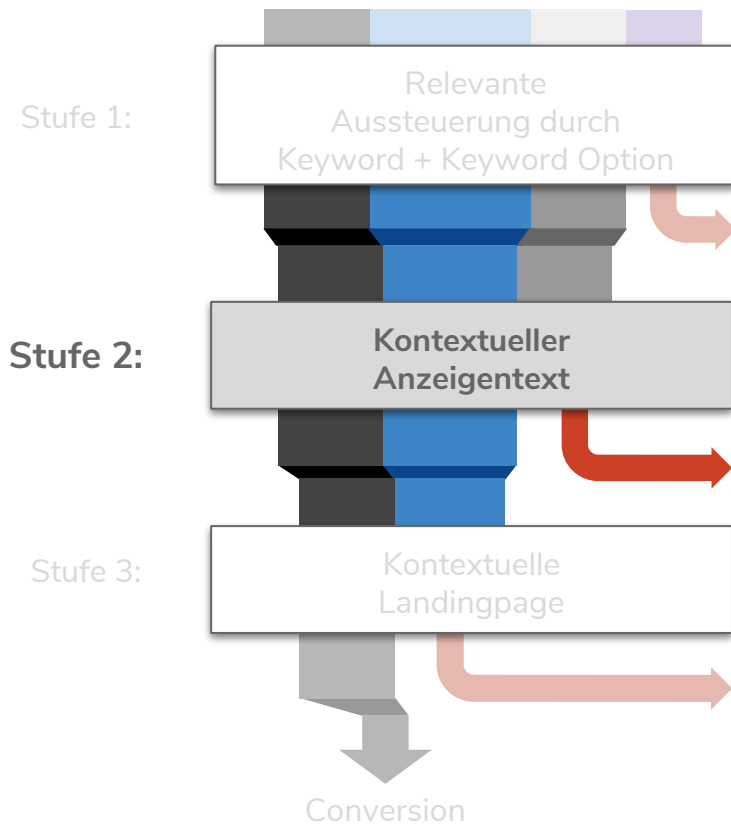 Stufe 1:
Relevante
Aussteuerung durch
Keyword + Keyword Option
Stufe 2:
Kontextueller
Anzeigentext
Stufe 3:
Kontextuelle
Landingpage
Conversion